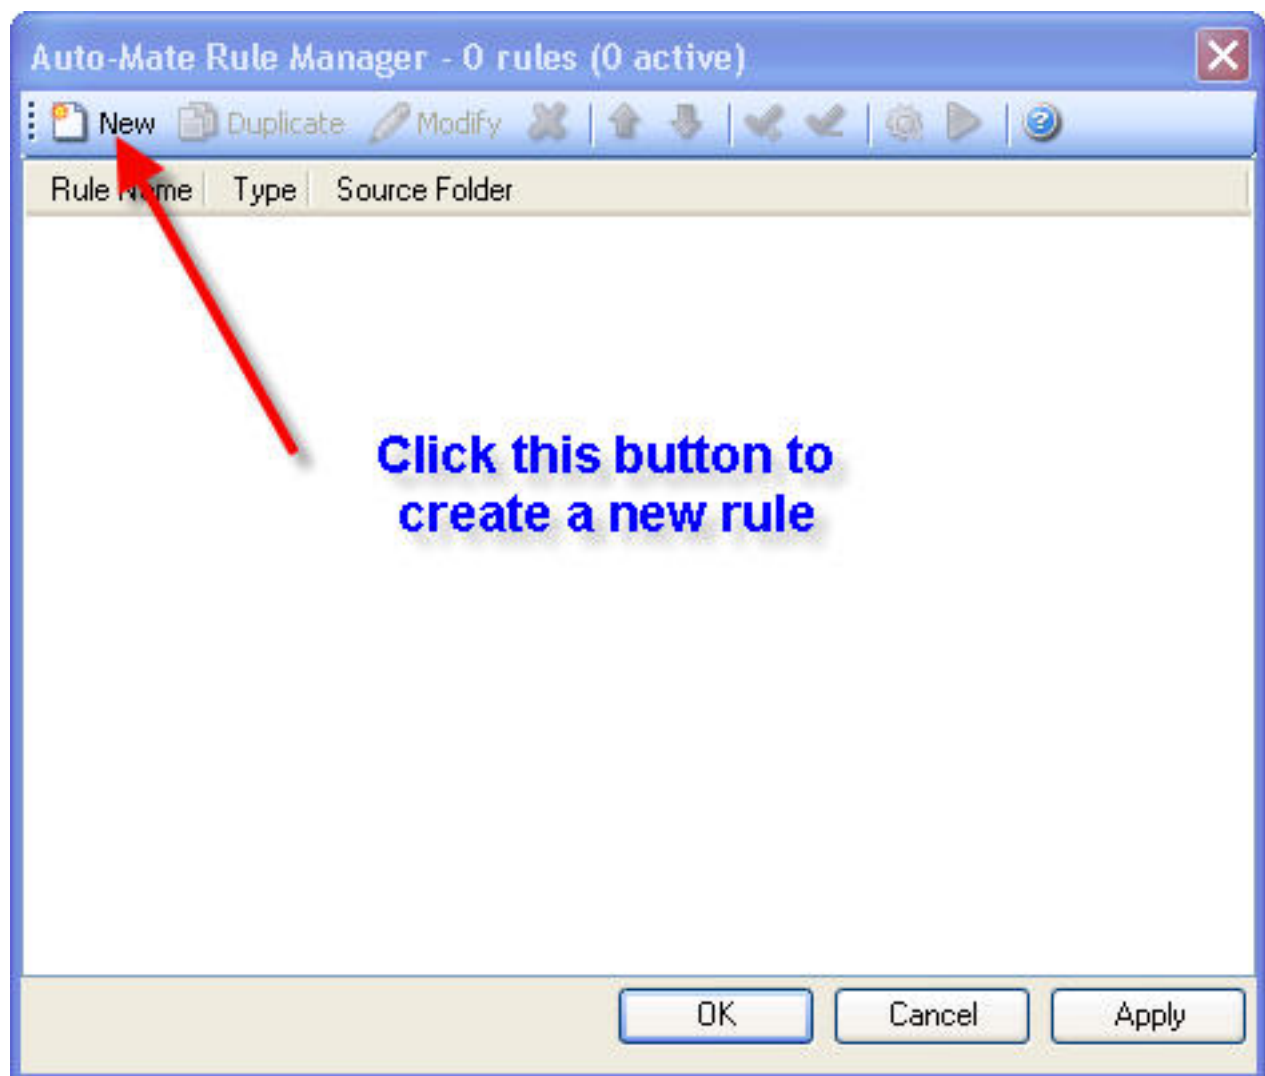 Auto-Mate Rule Manager - 0 rules (0 active)
New Duplicate Modify
Rule Name Type Source Folder
Click this button to
create a new rule
OK Cancel Apply